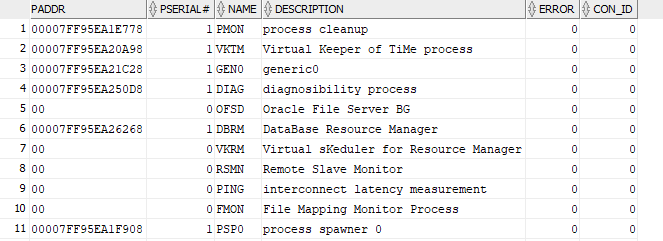 PADDR PSERIAL# NAME DESCRIPTION ERROR CON_ID
1 00007FF95EA1E778 1 PMON process cleanup 0 0
2 00007FF95EA20A98 1 VKTM Virtual Keeper of TiMe process 0 0
3 00007FF95EA21C28 1 GEN0 generic0 0 0
4 00007FF95EA250D8 1 DIAG diagnosibility process 0 0
5 00 0 OFSD Oracle File Server BG 0 0
6 00007FF95EA26268 1 DBRM DataBase Resource Manager 0 0
7 00 0 VKRM Virtual sKeduler for Resource Manager 0 0
8 00 0 RSMN Remote Slave Monitor 0 0
9 00 0 PING interconnect latency measurement 0 0
10 00 0 FMON File Mapping Monitor Process 0 0
11 00007FF95EA1F908 1 PSP0 process spawner 0 0 0